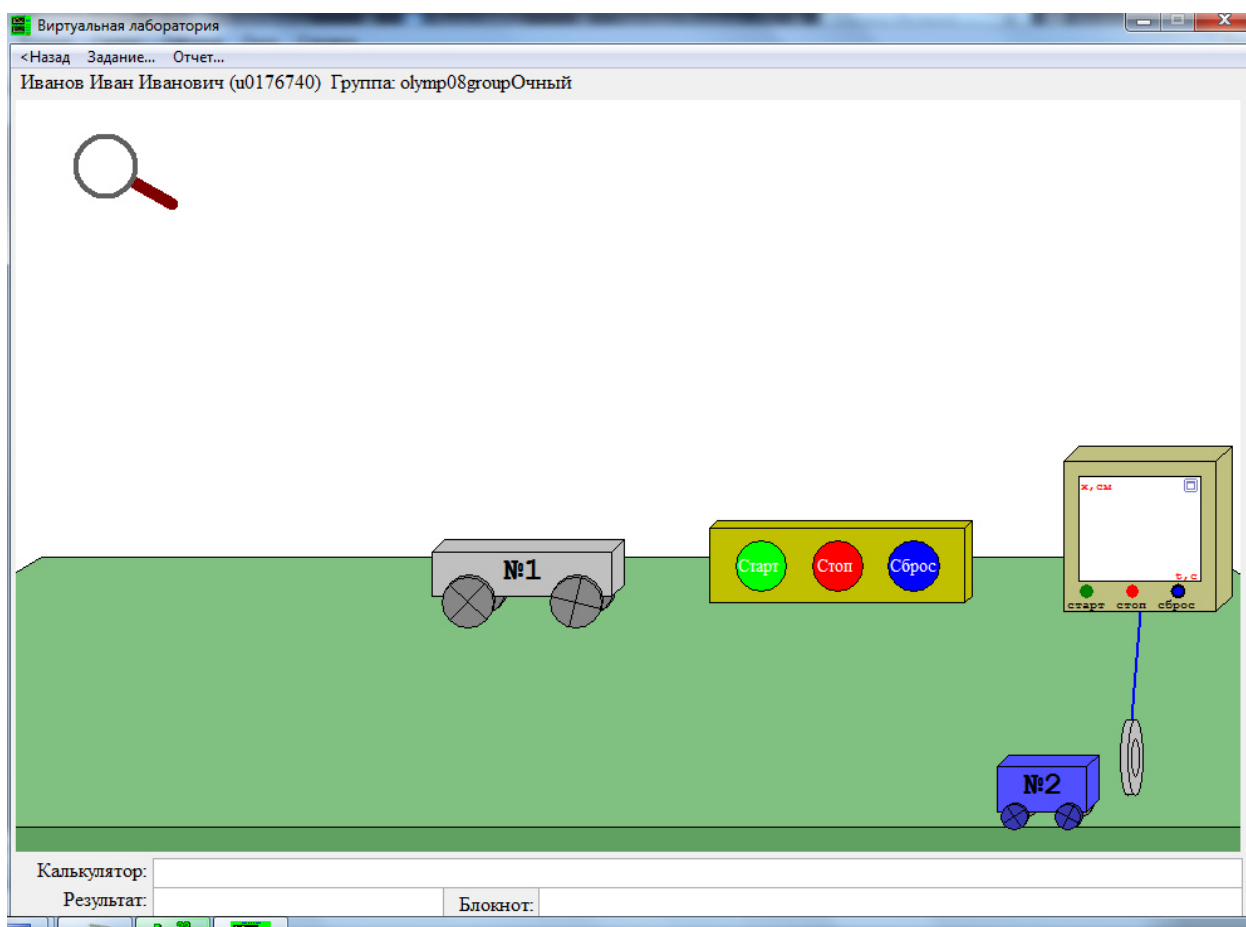 Виртуальная лаборатория
<Назад Задание... Отчет...
Иванов Иван Иванович (u0176740) Группа: olymp08groupОчный
x, см
№1
Старт Стоп Сброс
t, с
старт стоп сброс
№2
Калькулятор:
Результат: Блокнот: